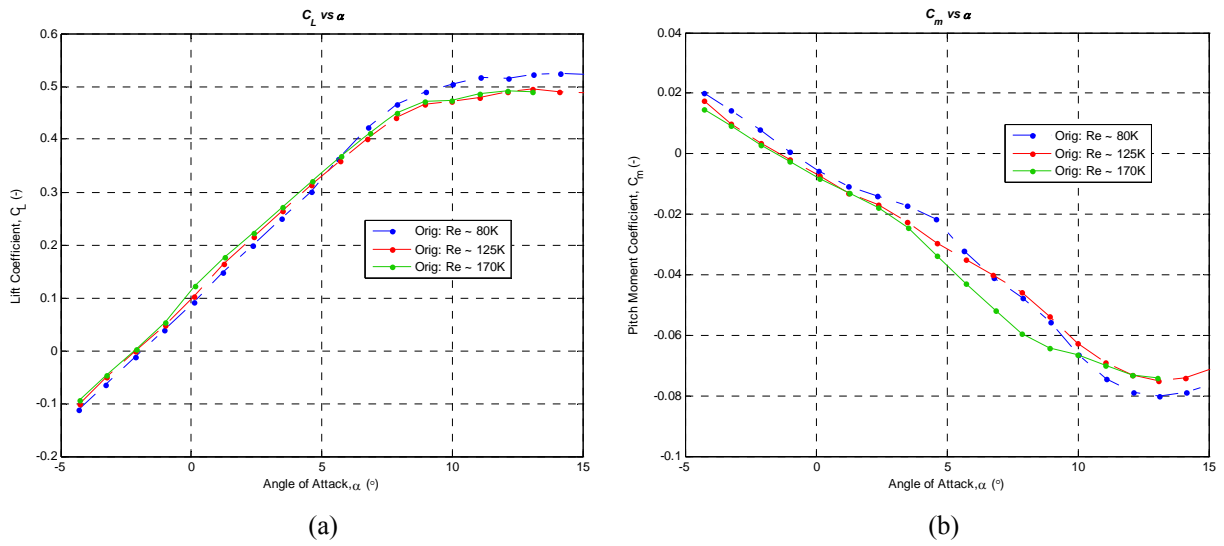 C_L vs α
0.6
0.5
0.4
0.3
0.2
0.1
0
-0.1
-0.2
Lift Coefficient, C_L (-)
Orig: Re ~ 80K
Orig: Re ~ 125K
Orig: Re ~ 170K
-5 0 5 10 15
Angle of Attack,α (°)
(a)
C_m vs α
0.04
0.02
0
-0.02
-0.04
-0.06
-0.08
-0.1
Pitch Moment Coefficient, C_m (-)
Orig: Re ~ 80K
Orig: Re ~ 125K
Orig: Re ~ 170K
-5 0 5 10 15
Angle of Attack,α (°)
(b)